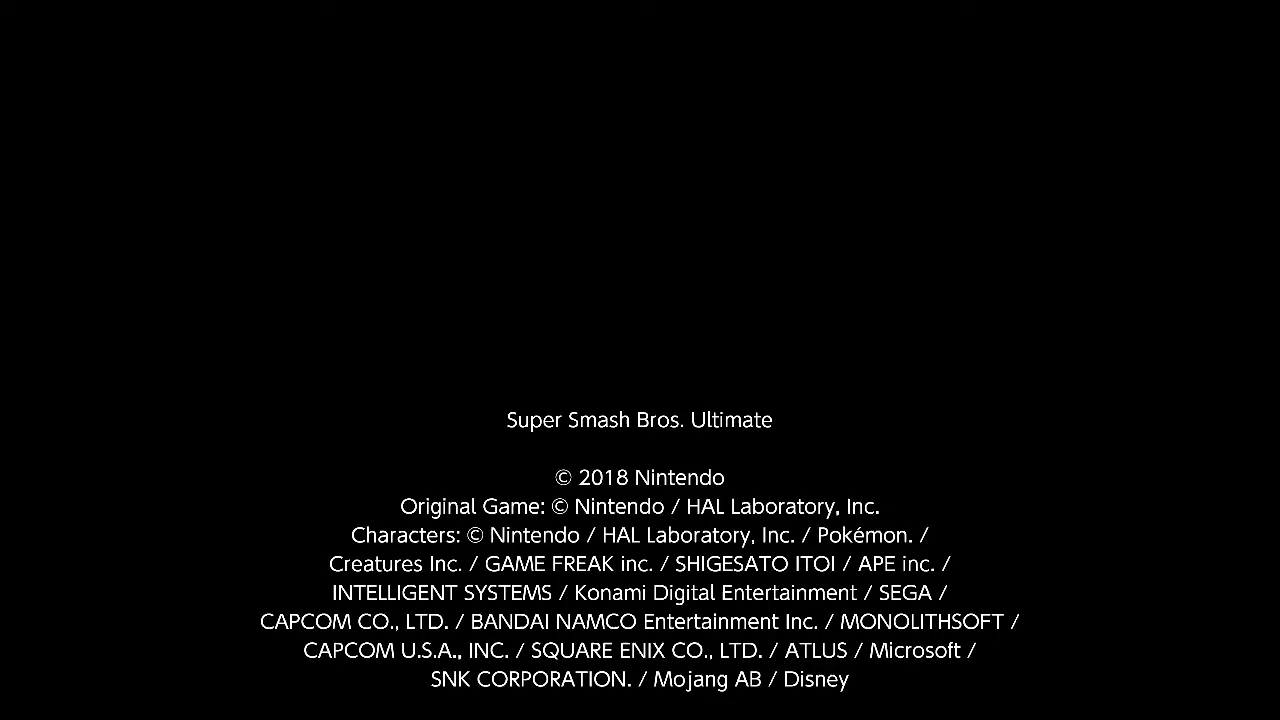 Super Smash Bros. Ultimate
© 2018 Nintendo
Original Game: © Nintendo / HAL Laboratory, Inc.
Characters: © Nintendo / HAL Laboratory, Inc. / Pokémon. /
Creatures Inc. / GAME FREAK inc. / SHIGESATO ITOI / APE inc. /
INTELLIGENT SYSTEMS / Konami Digital Entertainment / SEGA /
CAPCOM CO., LTD. / BANDAI NAMCO Entertainment Inc. / MONOLITHSOFT /
CAPCOM U.S.A., INC. / SQUARE ENIX CO., LTD. / ATLUS / Microsoft /
SNK CORPORATION. / Mojang AB / Disney